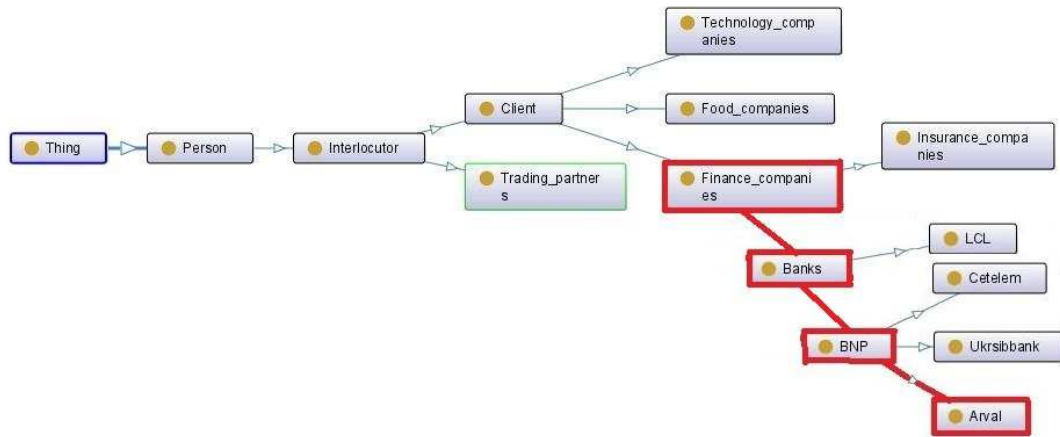 Technology_comp
anies
Client
Food_companies
Thing
Person
Interlocutor
Insurance_compa
nies
Trading_partner
s
Finance_compani
es
LCL
Banks
Cetelem
BNP
Ukrsibbank
Arval